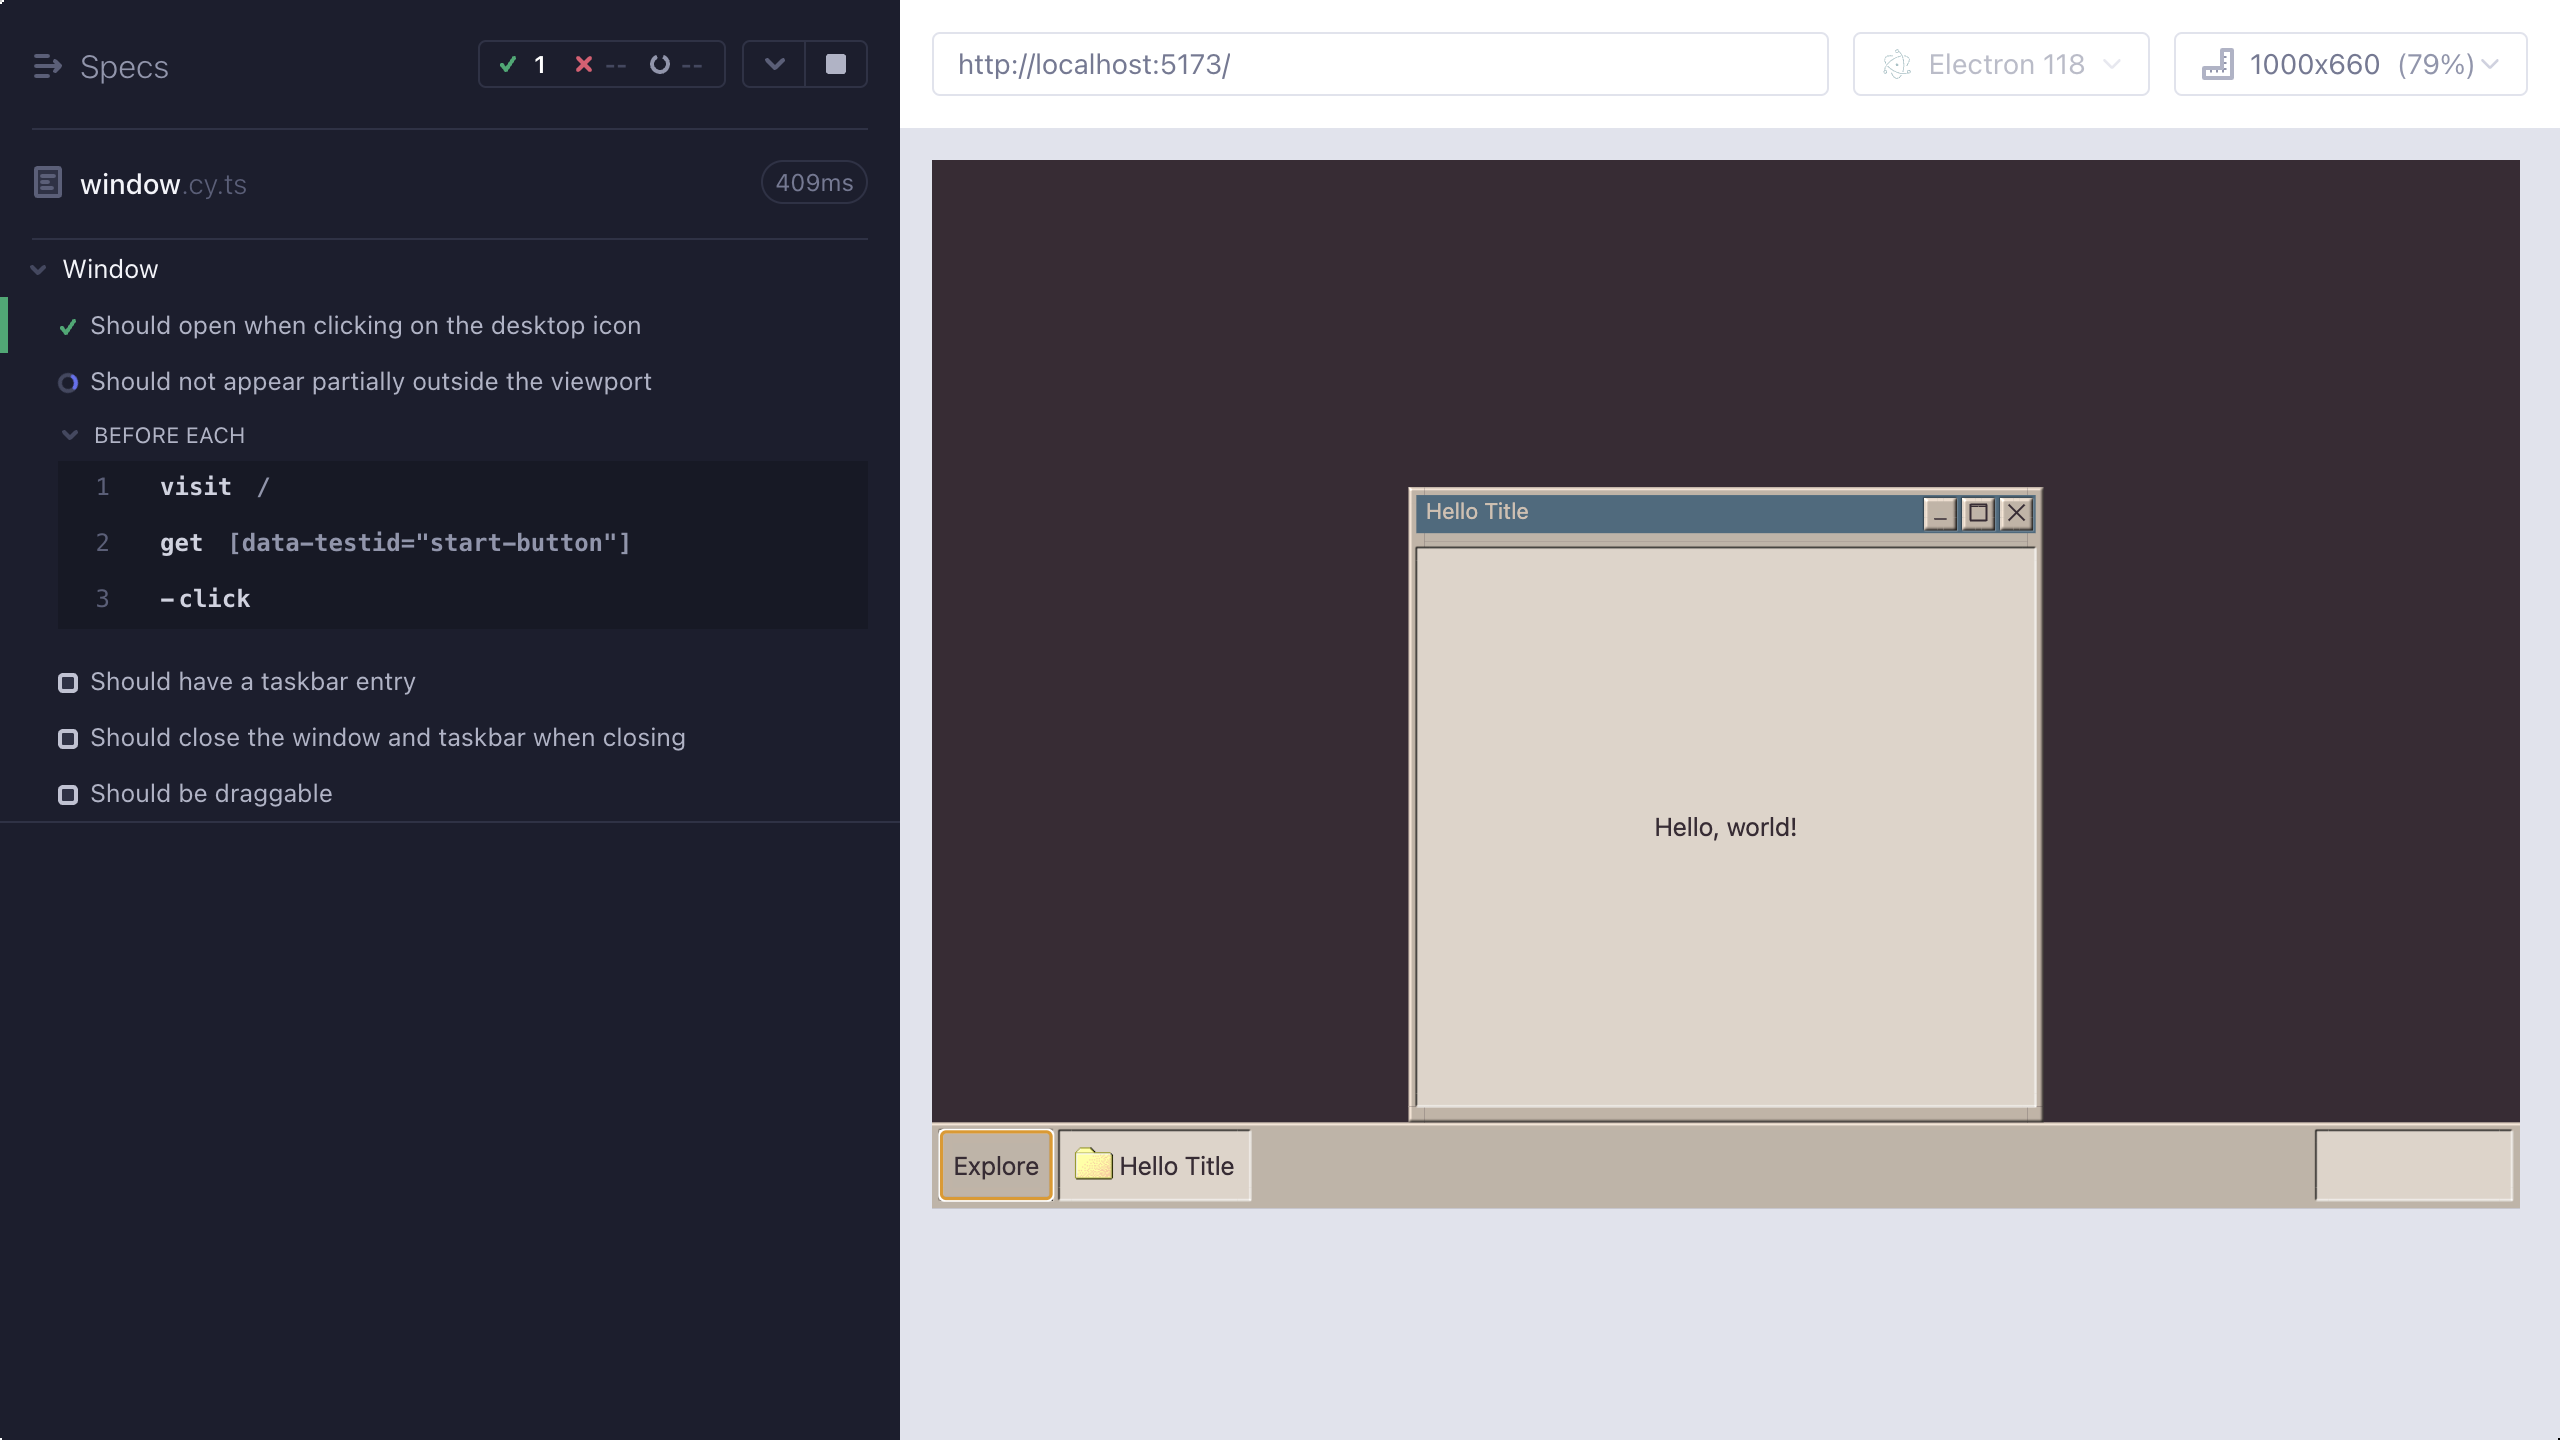 Specs
1
--
--
window.cy.ts
409ms
Window
Should open when clicking on the desktop icon
Should not appear partially outside the viewport
BEFORE EACH
1 visit /
2 get [data-testid="start-button"]
3 -click
Should have a taskbar entry
Should close the window and taskbar when closing
Should be draggable
http://localhost:5173/
Electron 118
1000x660 (79%)
Hello Title
Hello, world!
Explore
Hello Title